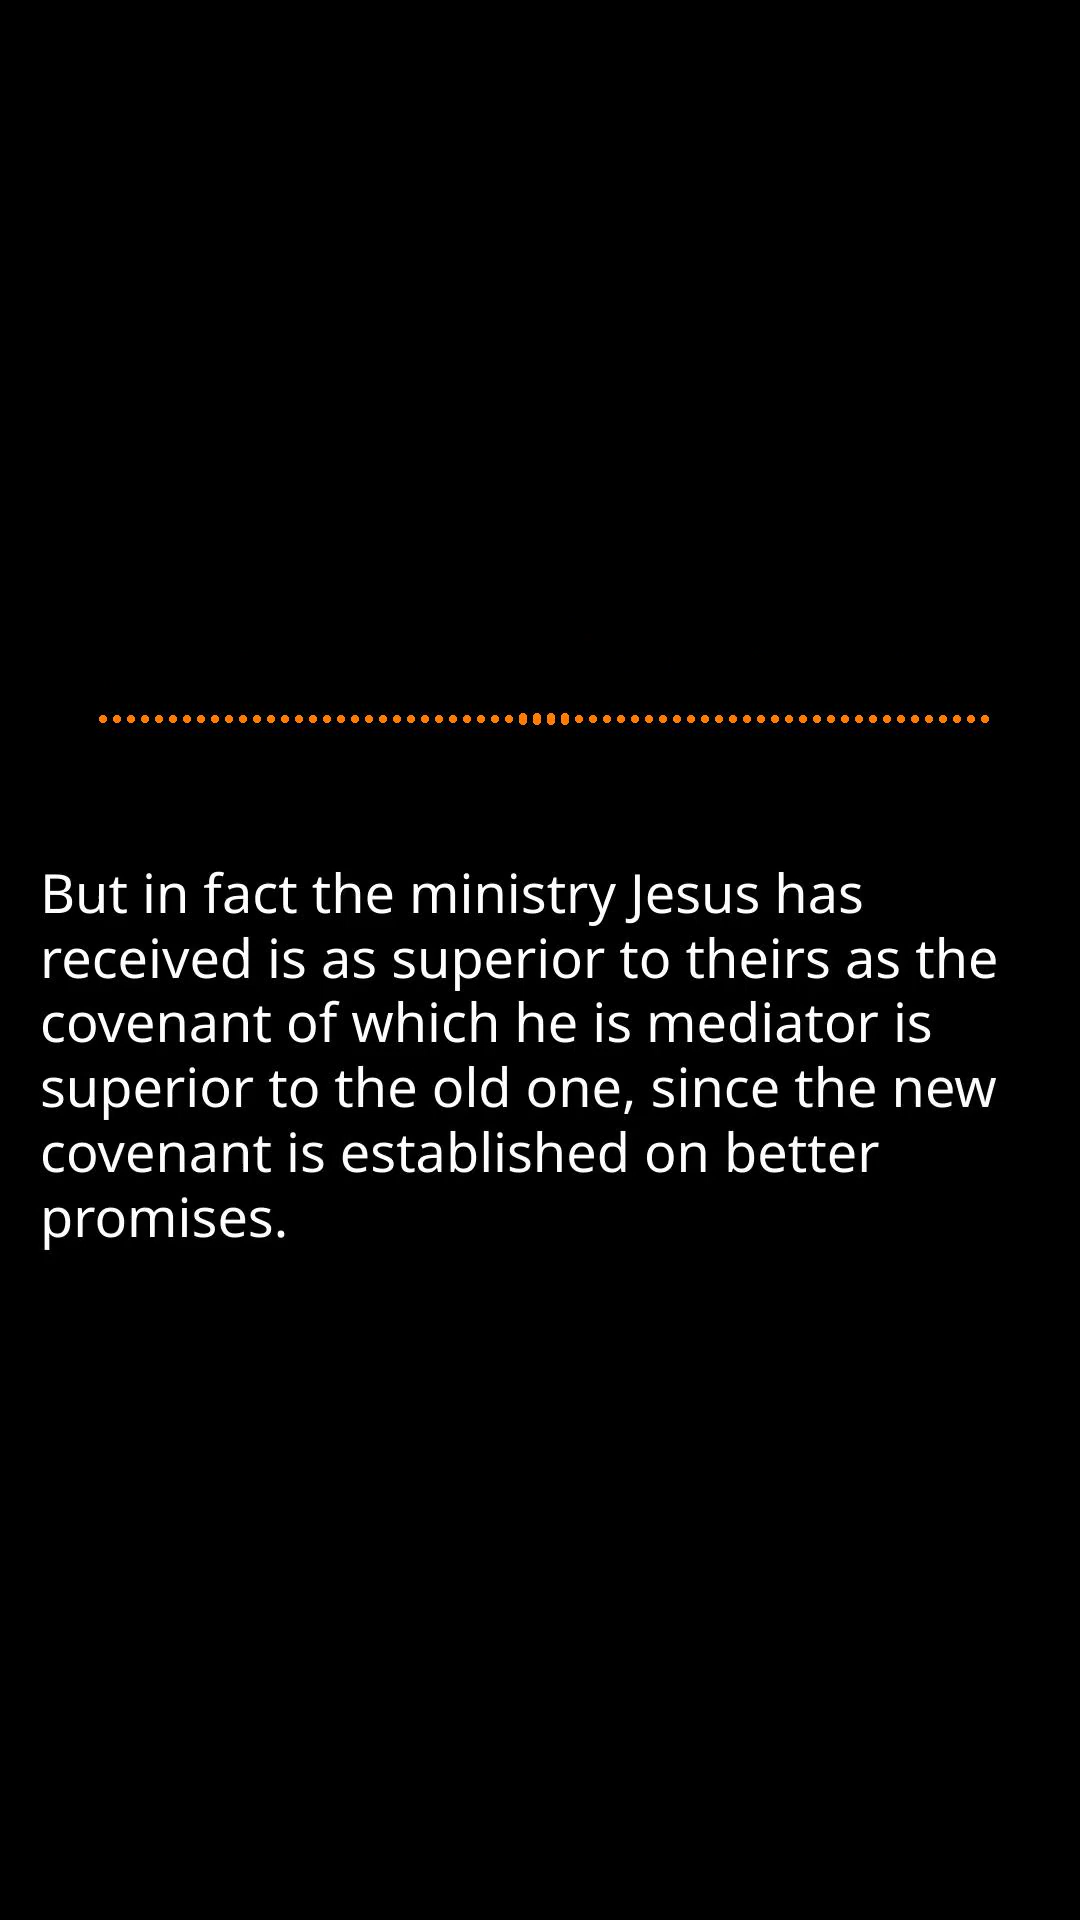 But in fact the ministry Jesus has
received is as superior to theirs as the
covenant of which he is mediator is
superior to the old one, since the new
covenant is established on better
promises.